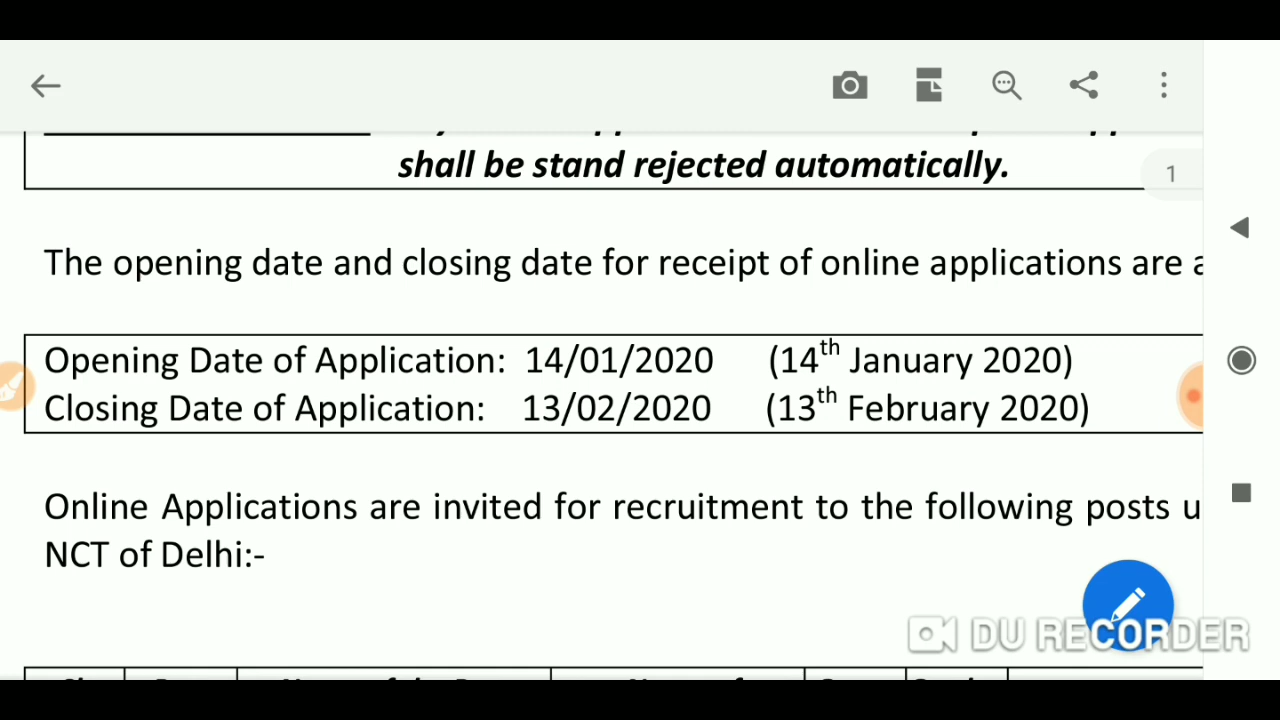 shall be stand rejected automatically.
1
The opening date and closing date for receipt of online applications are
Opening Date of Application: 14/01/2020 (14th January 2020)
Closing Date of Application: 13/02/2020 (13th February 2020)
Online Applications are invited for recruitment to the following posts
NCT of Delhi:-
DU RECORDER